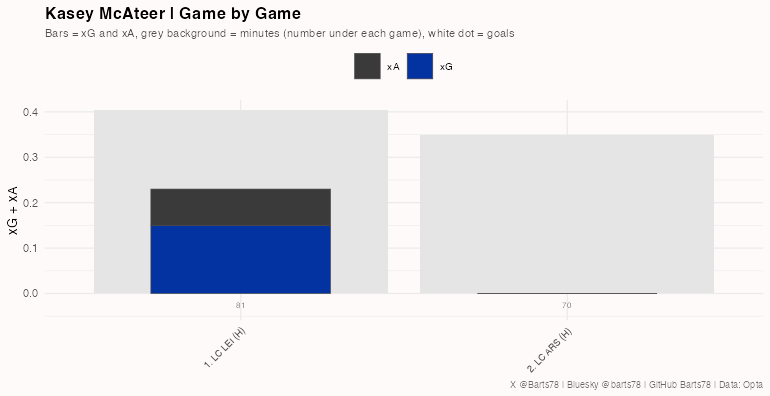 Kasey McAteer | Game by Game
Bars = xG and xA, grey background = minutes (number under each game), white dot = goals
xA xG
xG + xA
0.4
0.3
0.2
0.1
0.0
81 70
1. LC LEI (H) 2. LC ARS (H)
X @Barts78 | Bluesky @barts78 | GitHub Barts78 | Data: Opta